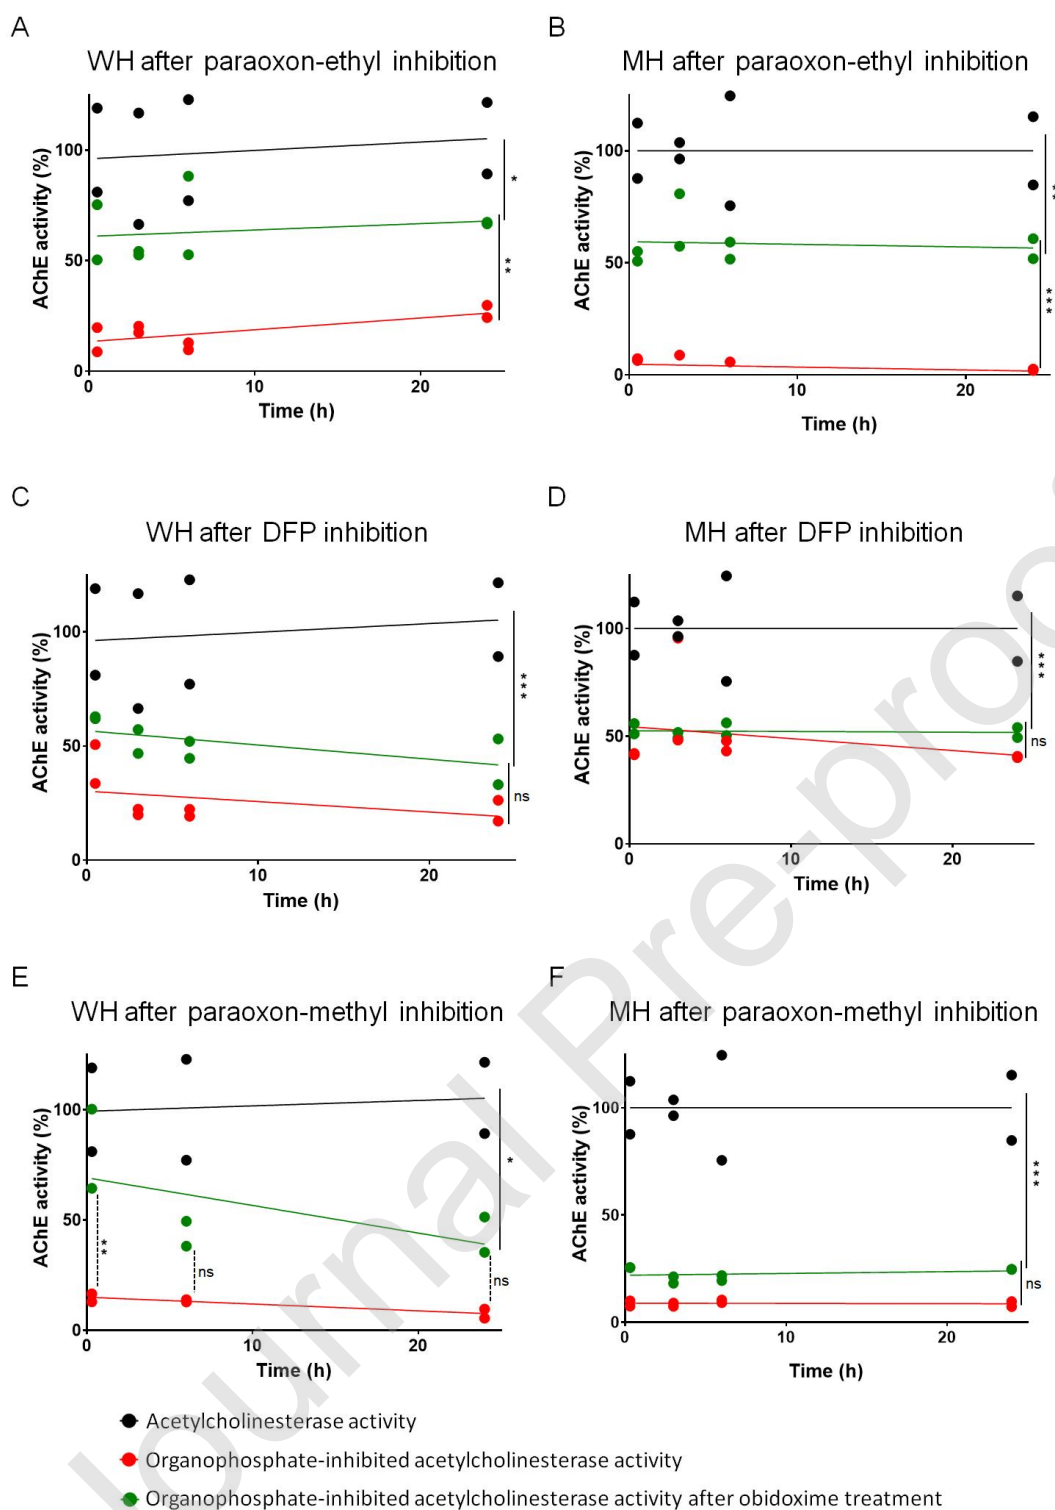 A
B
WH after paraoxon-ethyl inhibition
MH after paraoxon-ethyl inhibition
AChE activity (%)
100
50
0
0
10
20
Time (h)
*
**
AChE activity (%)
100
50
0
0
10
20
Time (h)
**
***
C
D
WH after DFP inhibition
MH after DFP inhibition
AChE activity (%)
100
50
0
0
10
20
Time (h)
***
ns
AChE activity (%)
100
50
0
0
10
20
Time (h)
***
ns
E
F
WH after paraoxon-methyl inhibition
MH after paraoxon-methyl inhibition
AChE activity (%)
100
50
0
0
10
20
Time (h)
**
ns
ns
*
AChE activity (%)
100
50
0
0
10
20
Time (h)
***
ns
Acetylcholinesterase activity
Organophosphate-inhibited acetylcholinesterase activity
Organophosphate-inhibited acetylcholinesterase activity after obidoxime treatment
Journal Pre-proo